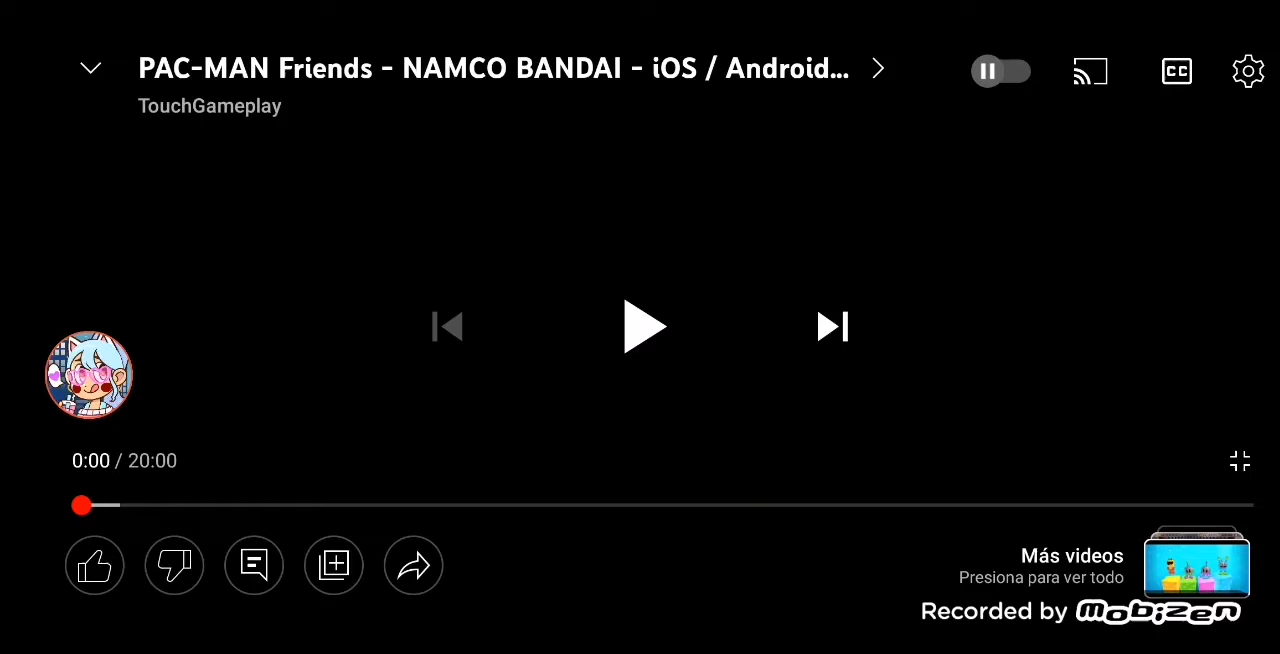 PAC-MAN Friends - NAMCO BANDAI - iOS / Android...
TouchGameplay
CC
0:00 / 20:00
Más videos
Presiona para ver todo
Recorded by Mobizen